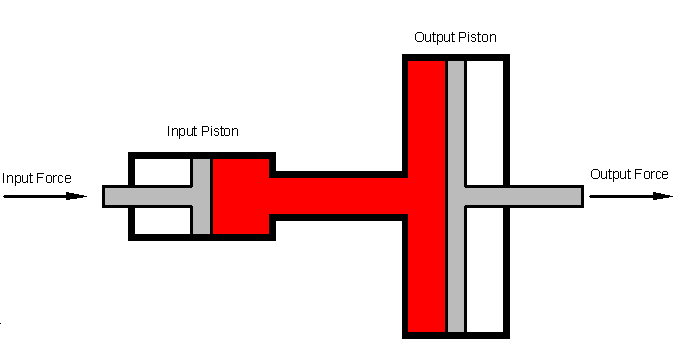 Output Piston
Input Piston
Input Force
Output Force